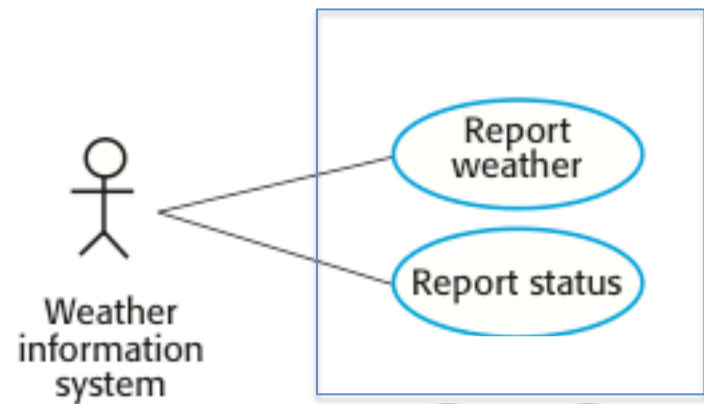 Report
weather
Report status
Weather
information
system